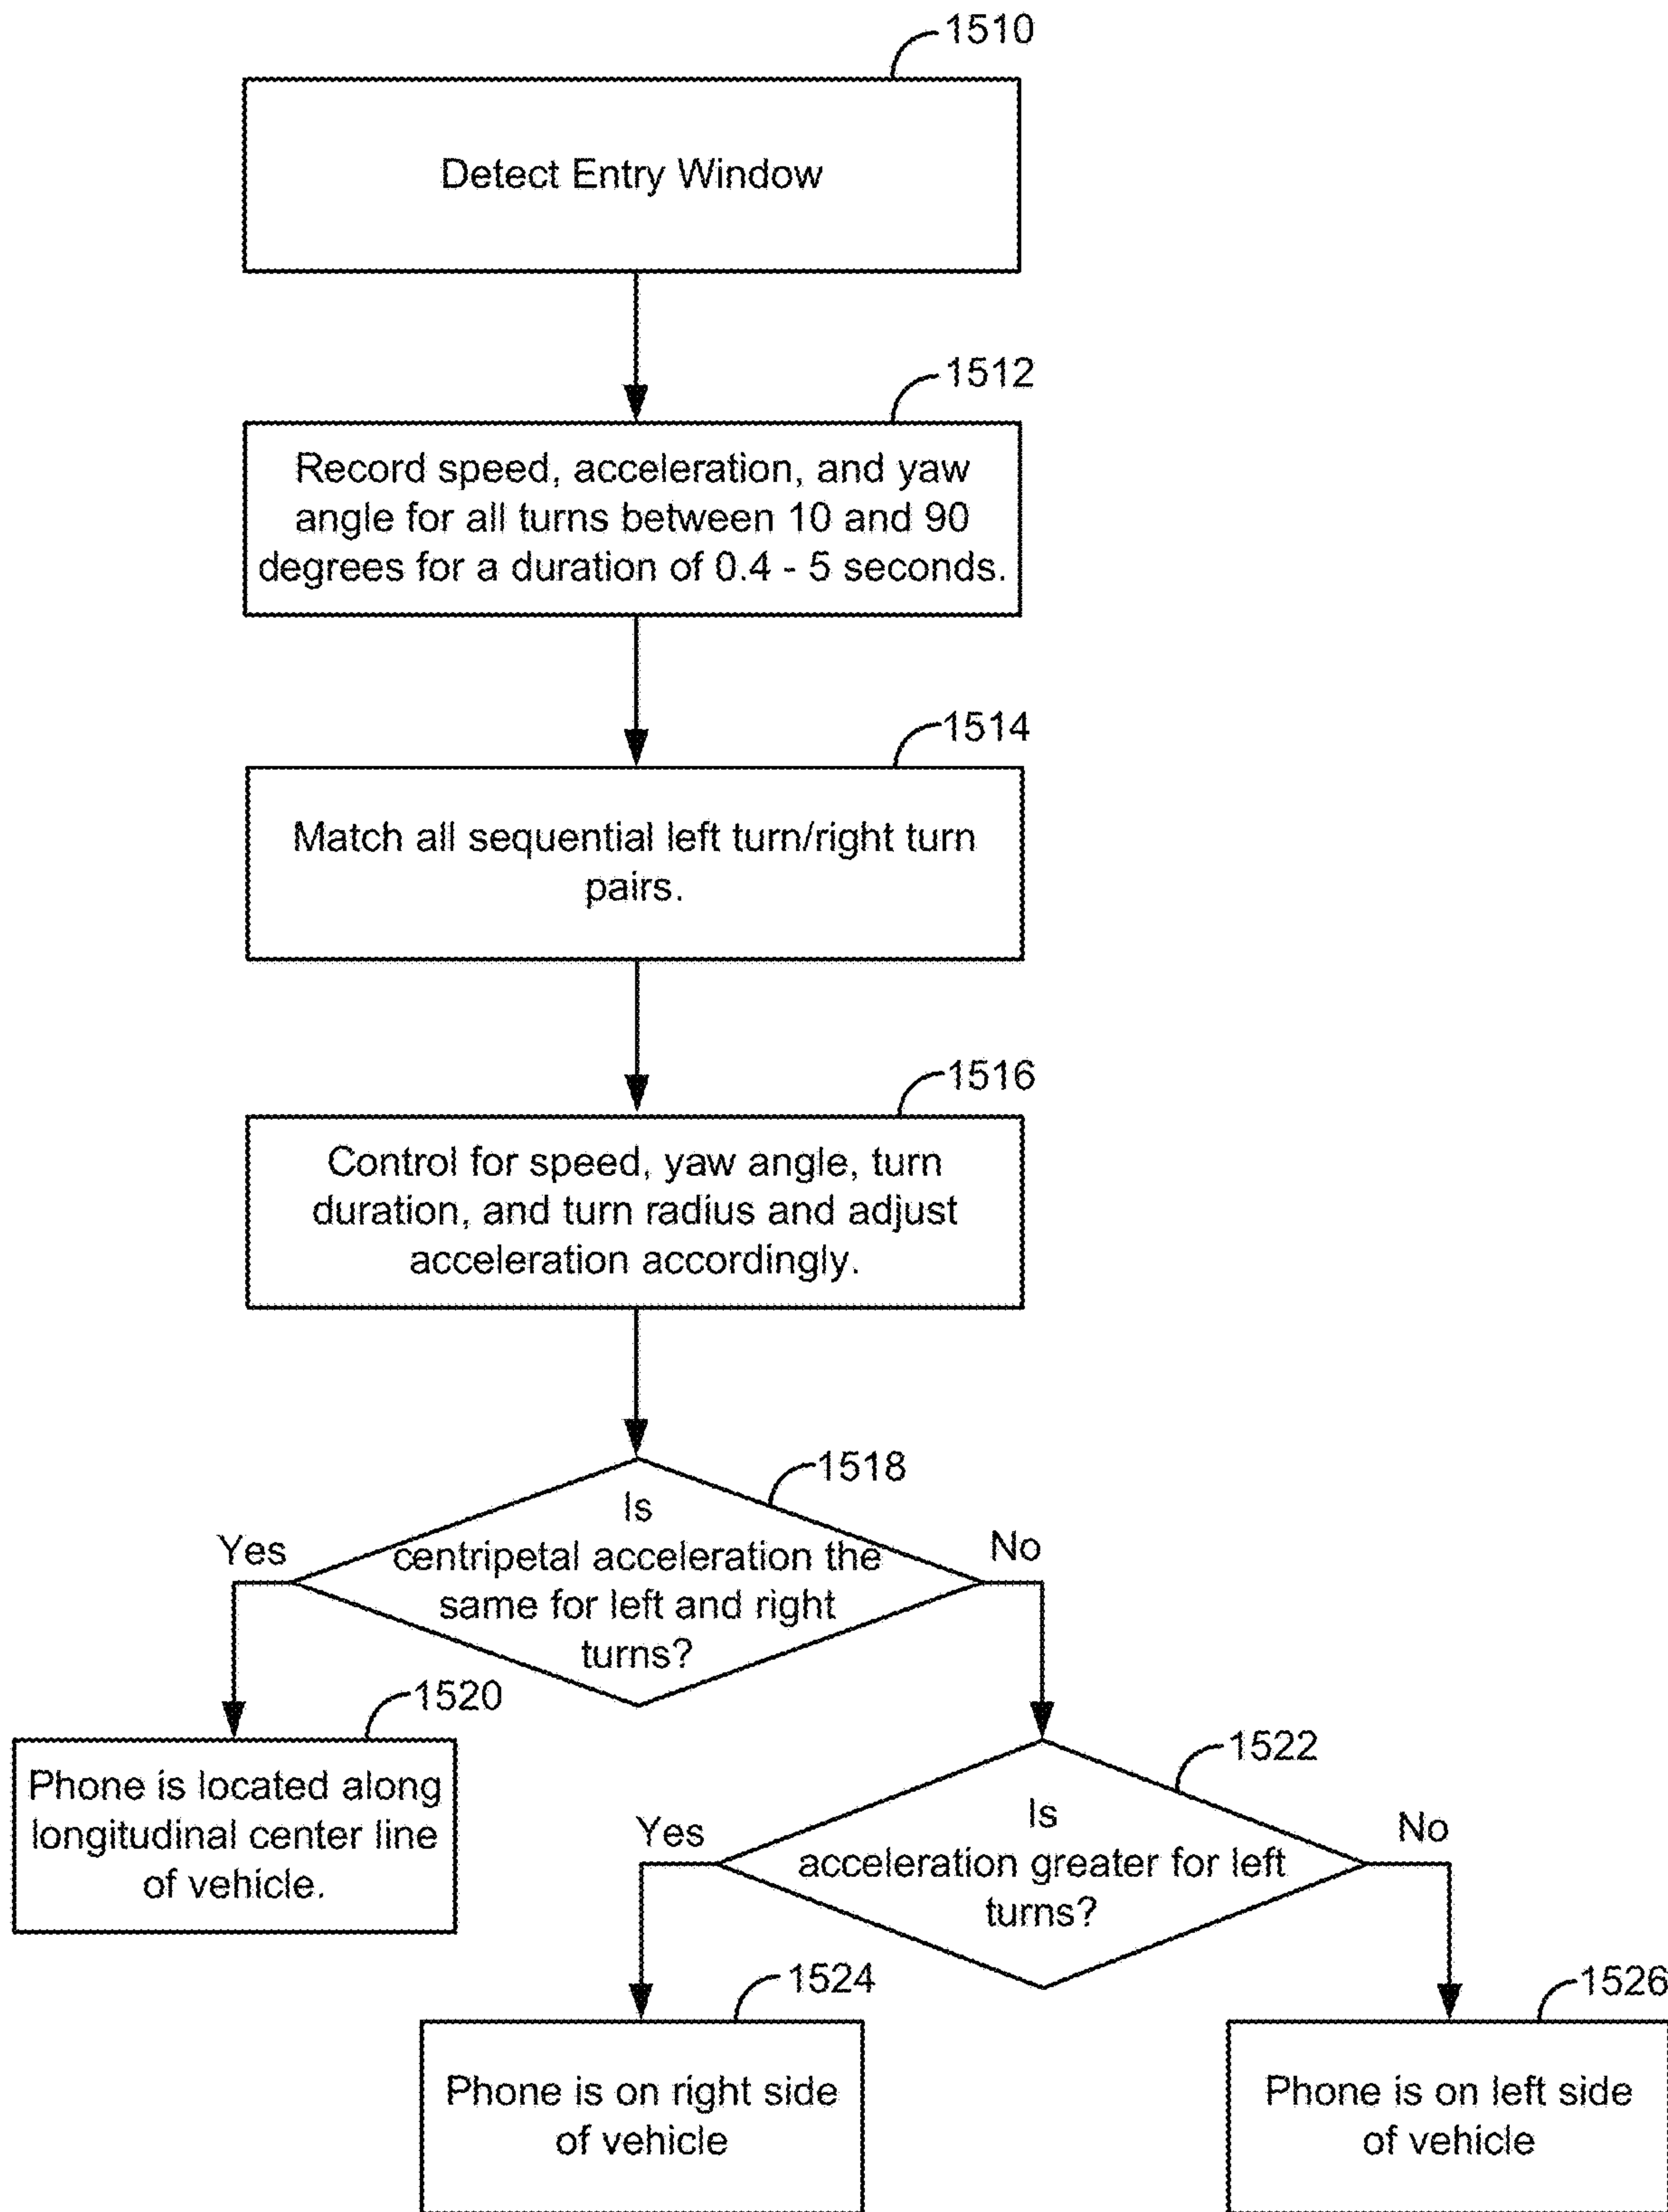 1510
Detect Entry Window
1512
Record speed, acceleration, and yaw
angle for all turns between 10 and 90
degrees for a duration of 0.4 - 5 seconds.
1514
Match all sequential left turn/right turn
pairs.
1516
Control for speed, yaw angle, turn
duration, and turn radius and adjust
acceleration accordingly.
1518
Is
centripetal acceleration the
same for left and right
turns?
Yes
No
1520
Phone is located along
longitudinal center line
of vehicle.
1522
Is
acceleration greater for left
turns?
Yes
No
1524
Phone is on right side
of vehicle
1526
Phone is on left side
of vehicle